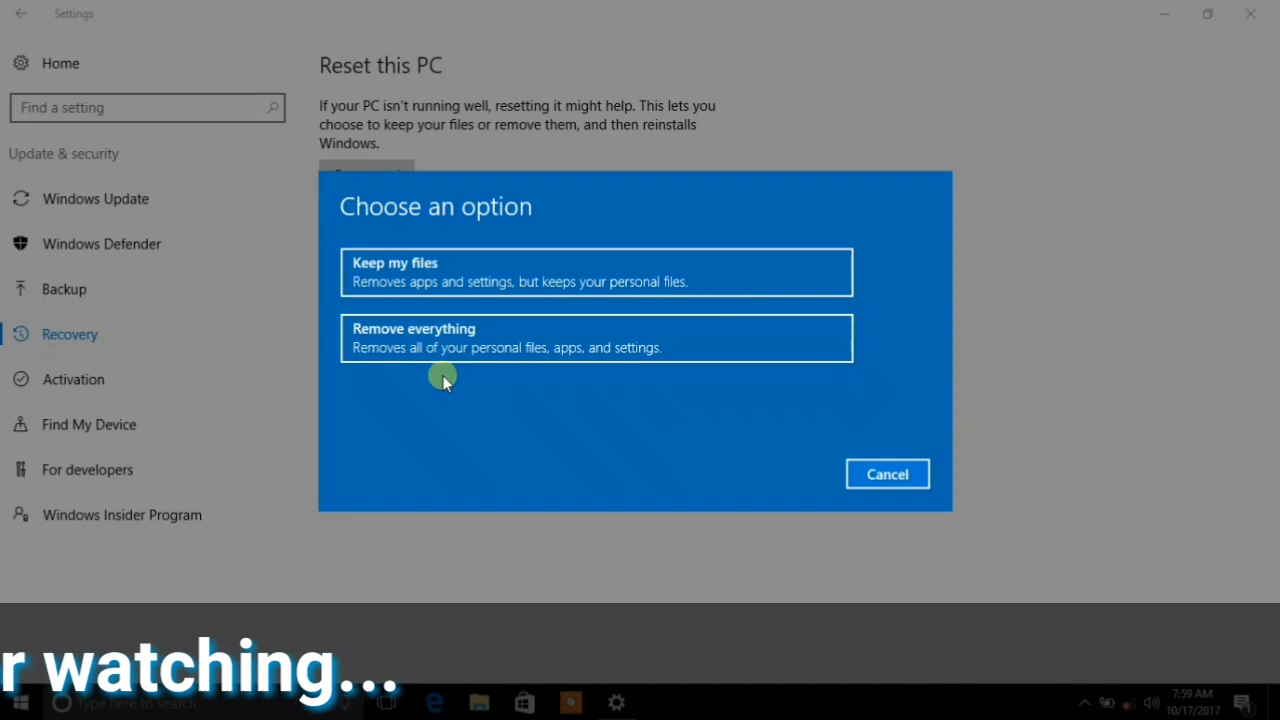 Settings
Home
Find a setting
Update & security
Windows Update
Windows Defender
Backup
Recovery
Activation
Find My Device
For developers
Windows Insider Program
Reset this PC
If your PC isn't running well, resetting it might help. This lets you
choose to keep your files or remove them, and then reinstalls
Windows.
Choose an option
Keep my files
Removes apps and settings, but keeps your personal files.
Remove everything
Removes all of your personal files, apps, and settings.
Cancel
r watching...
Type here to search
7:59 AM
10/17/2017